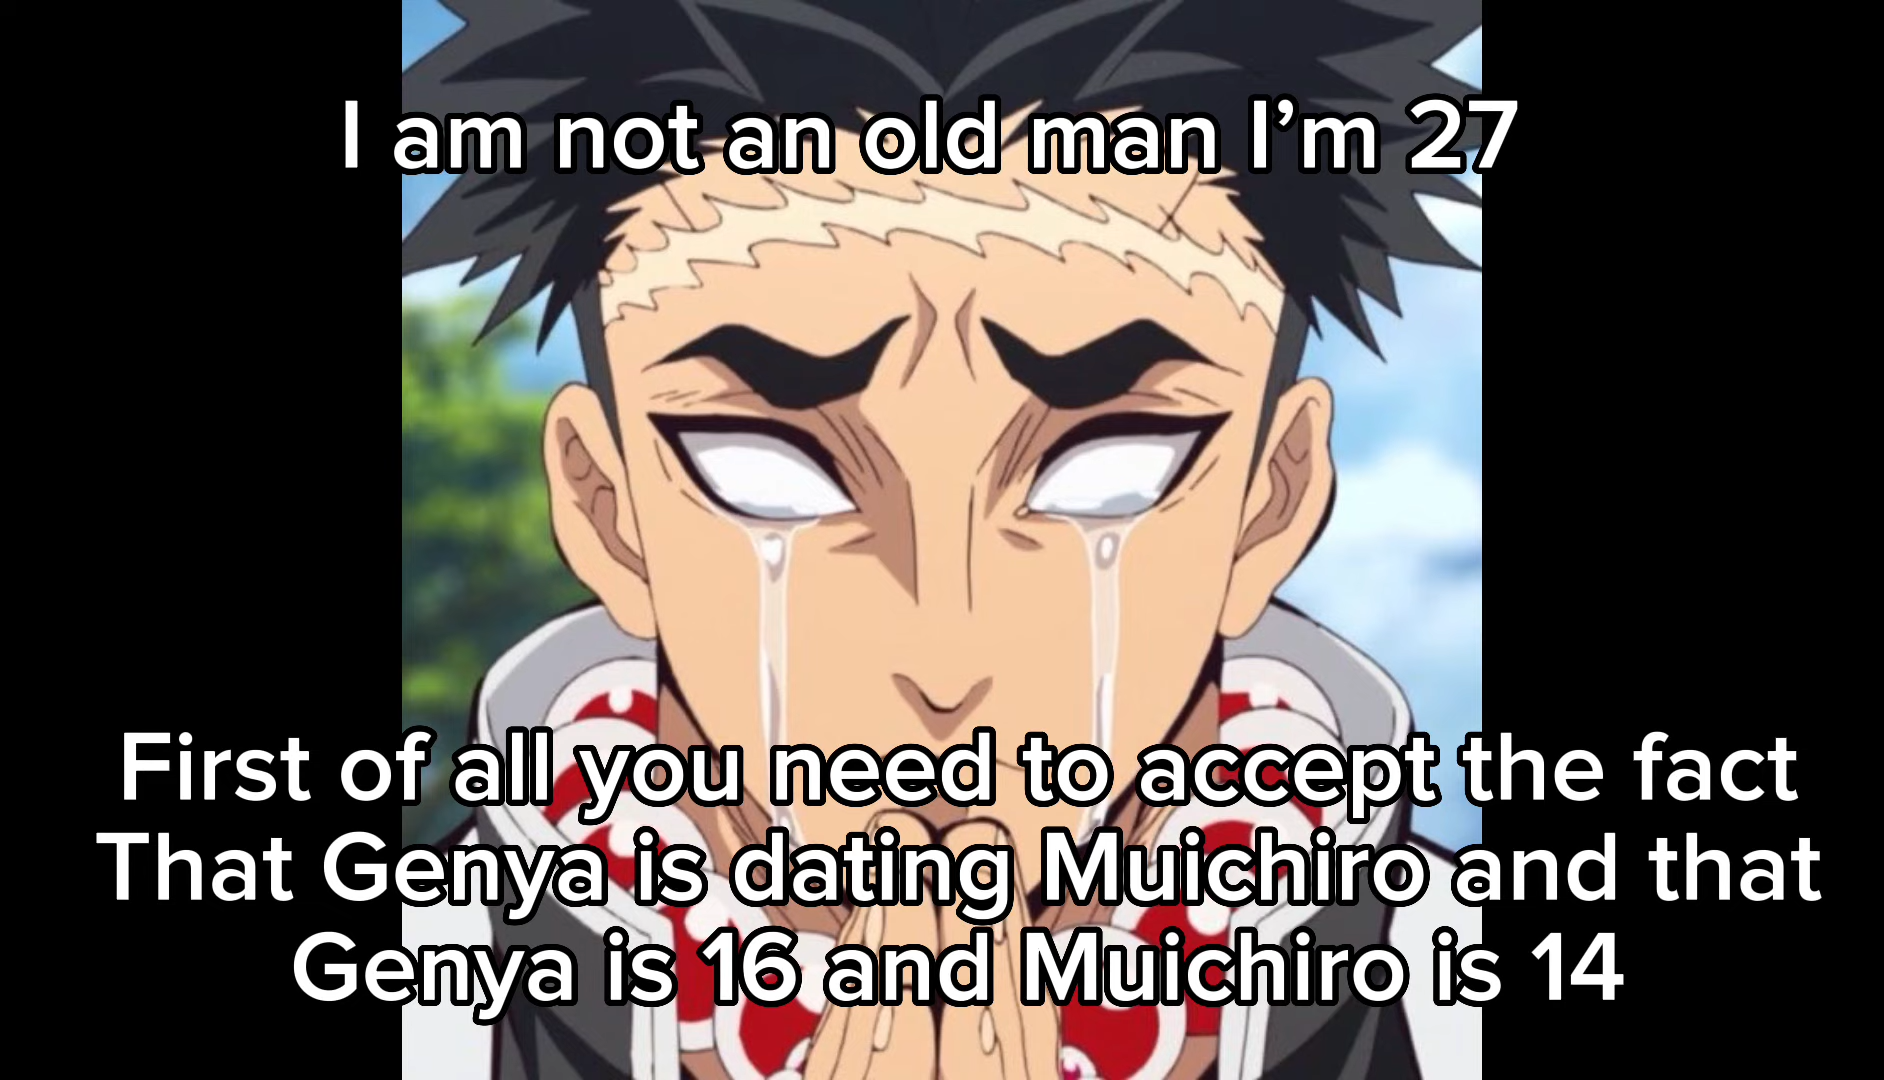 I am not an old man I’m 27
First of all you need to accept the fact
That Genya is dating Muichiro and that
Genya is 16 and Muichiro is 14